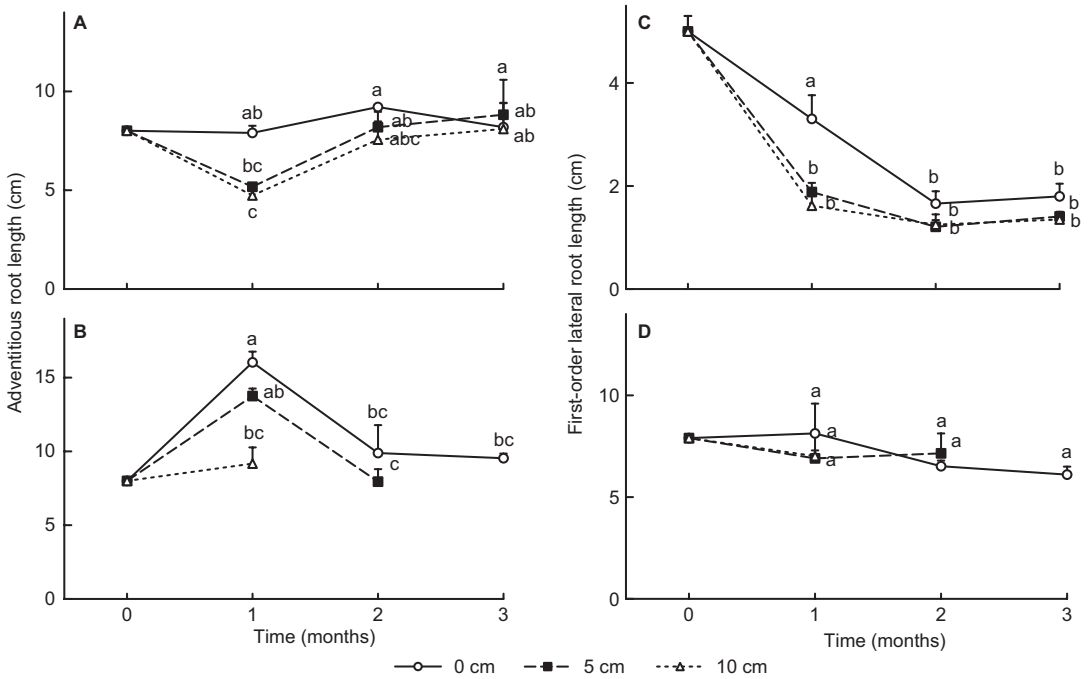 A
Adventitious root length (cm)
10
5
0
ab
a
a
ab
ab
abc
ab
bc
c
C
First-order lateral root length (cm)
4
2
0
a
b
b
b
b
b
b
b
b
B
15
10
5
0
a
ab
bc
bc
c
bc
0
1
2
3
Time (months)
D
10
5
0
a
a
a
a
a
a
0
1
2
3
Time (months)
0 cm
5 cm
10 cm